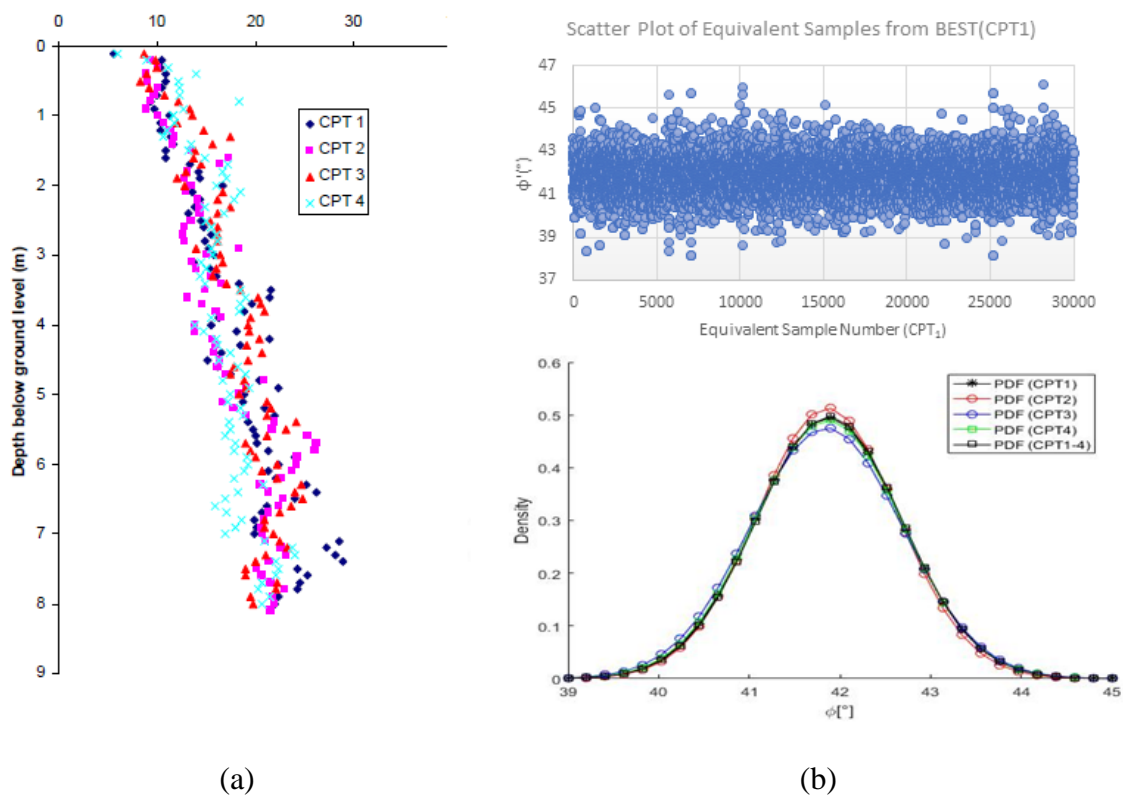 0 10 20 30
0
1
2
3
4
5
6
7
8
9
Depth below ground level (m)
CPT 1
CPT 2
CPT 3
CPT 4
(a)
Scatter Plot of Equivalent Samples from BEST(CPT1)
47
45
43
41
39
37
ϕ'(°)
0 5000 10000 15000 20000 25000 30000
Equivalent Sample Number (CPT₁)
0.6
0.5
0.4
0.3
0.2
0.1
0
Density
PDF (CPT1)
PDF (CPT2)
PDF (CPT3)
PDF (CPT4)
PDF (CPT1-4)
39 40 41 42 43 44 45
ϕ[°]
(b)